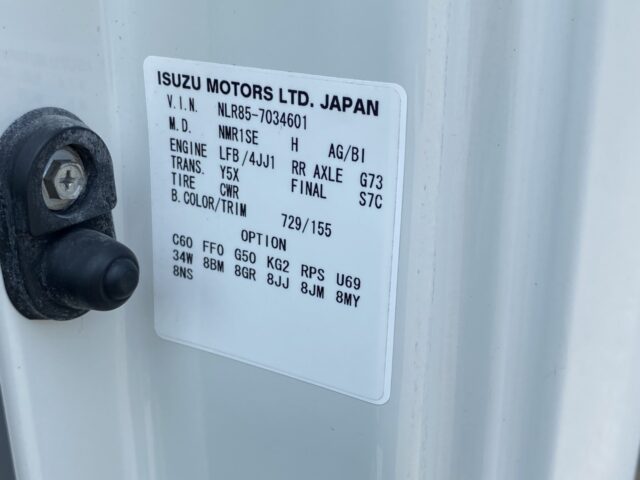 ISUZU MOTORS LTD. JAPAN
V.I.N. NLR85-7034601
M.D. NMR1SE H AG/BI
ENGINE LFB/4JJ1 RR AXLE G73
TRANS. Y5X FINAL S7C
TIRE CWR
B.COLOR/TRIM 729/155
OPTION
C60 FF0 G50 KG2 RPS U69
34W 8BM 8GR 8JJ 8JM 8MY
8NS